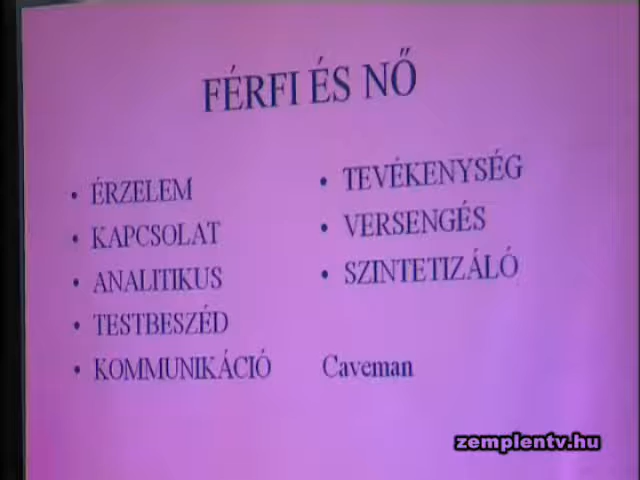 FÉRFI ÉS NŐ
• ÉRZELEM
• KAPCSOLAT
• ANALITIKUS
• TESTBESZÉD
• KOMMUNIKÁCIÓ
• TEVÉKENYSÉG
• VERSENGÉS
• SZINTETIZÁLÓ
Caveman
zemplentv.hu